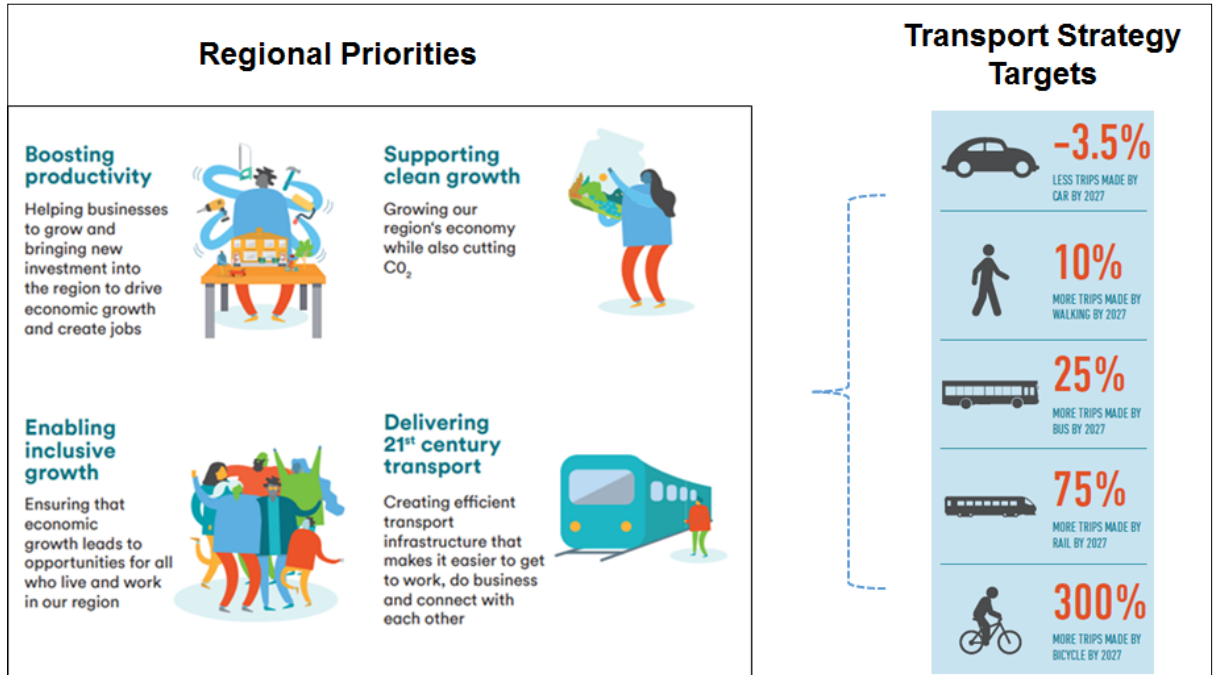 Regional Priorities
Boosting
productivity
Helping businesses
to grow and
bringing new
investment into
the region to drive
economic growth
and create jobs
Supporting
clean growth
Growing our
region's economy
while also cutting
C0₂
Enabling
inclusive
growth
Ensuring that
economic
growth leads to
opportunities for all
who live and work
in our region
Delivering
21st century
transport
Creating efficient
transport
infrastructure that
makes it easier to get
to work, do business
and connect with
each other
Transport Strategy
Targets
-3.5%
LESS TRIPS MADE BY
CAR BY 2027
10%
MORE TRIPS MADE BY
WALKING BY 2027
25%
MORE TRIPS MADE BY
BUS BY 2027
75%
MORE TRIPS MADE BY
RAIL BY 2027
300%
MORE TRIPS MADE BY
BICYCLE BY 2027